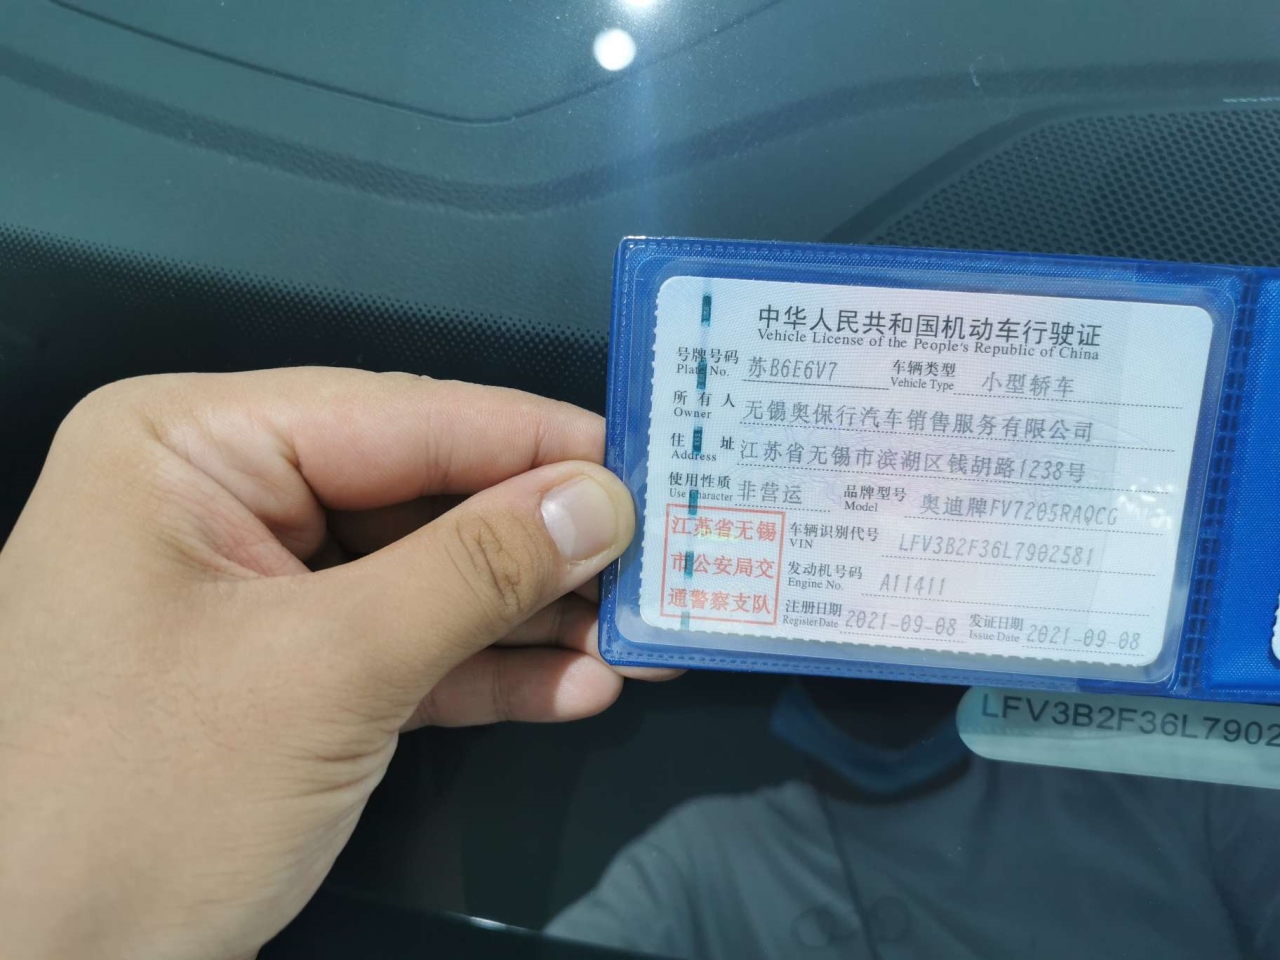 中华人民共和国机动车行驶证
Vehicle License of the People's Republic of China
号牌号码 苏B6E6V7 车辆类型 小型轿车
Plate No. Vehicle Type
所有人 无锡奥保行汽车销售服务有限公司
Owner
住址 江苏省无锡市滨湖区钱胡路1238号
Address
使用性质 非营运 品牌型号 奥迪牌FV7205RAQCG
Use Character Model
江苏省无锡
市公安局交
通警察支队
车辆识别代号 LFV3B2F36L7902581
VIN
发动机号码 A11411
Engine No.
注册日期 2021-09-08 发证日期 2021-09-08
Register Date Issue Date
LFV3B2F36L7902